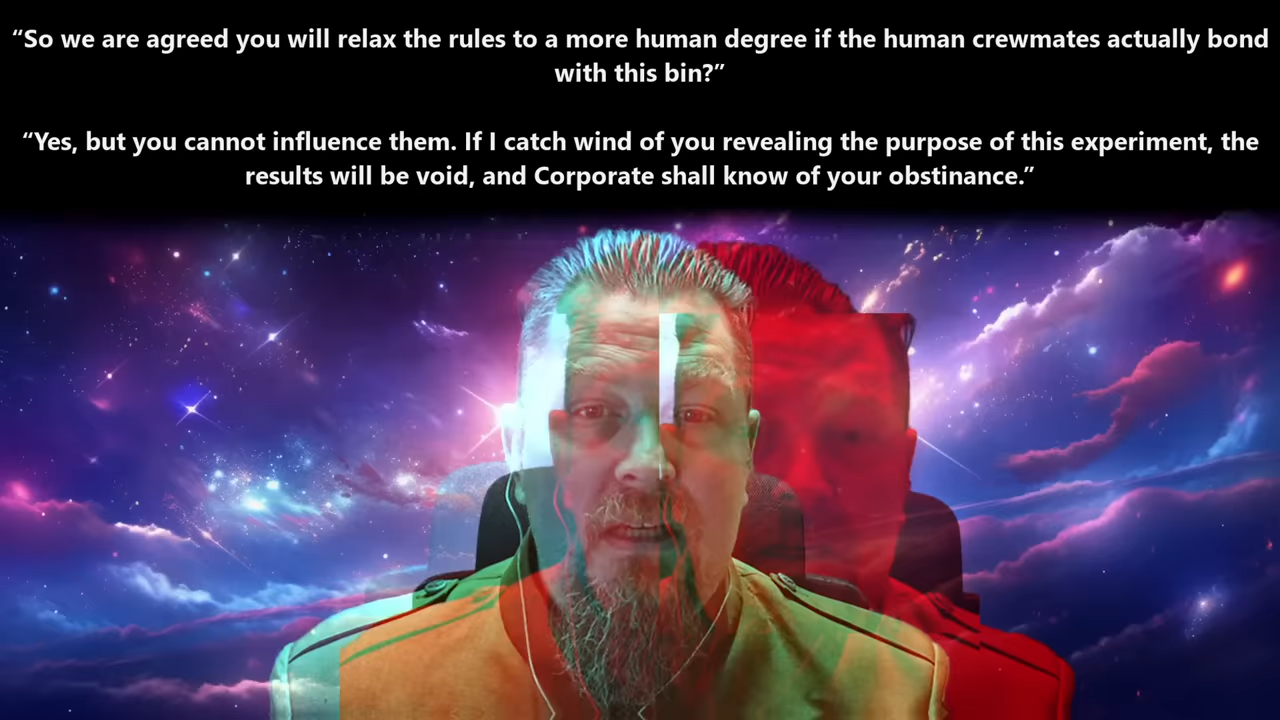 “So we are agreed you will relax the rules to a more human degree if the human crewmates actually bond
with this bin?”
“Yes, but you cannot influence them. If I catch wind of you revealing the purpose of this experiment, the
results will be void, and Corporate shall know of your obstinance.”